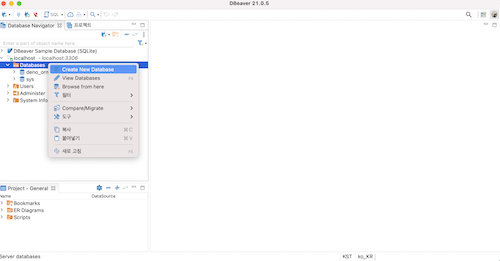 DBeaver 21.0.5
SQL
Auto
Database Navigator
프로젝트
Enter a part of object name here
DBeaver Sample Database (SQLite)
localhost - localhost:3306
Databases
deno_ont
sys
Users
Administer
System Info
Create New Database
View Databases
F4
Browse from here
필터
Compare/Migrate
도구
복사
⌘C
붙여넣기
⌘V
새로 고침
F5
Project - General
Name
DataSource
Bookmarks
ER Diagrams
Scripts
Server databases
KST
ko_KR